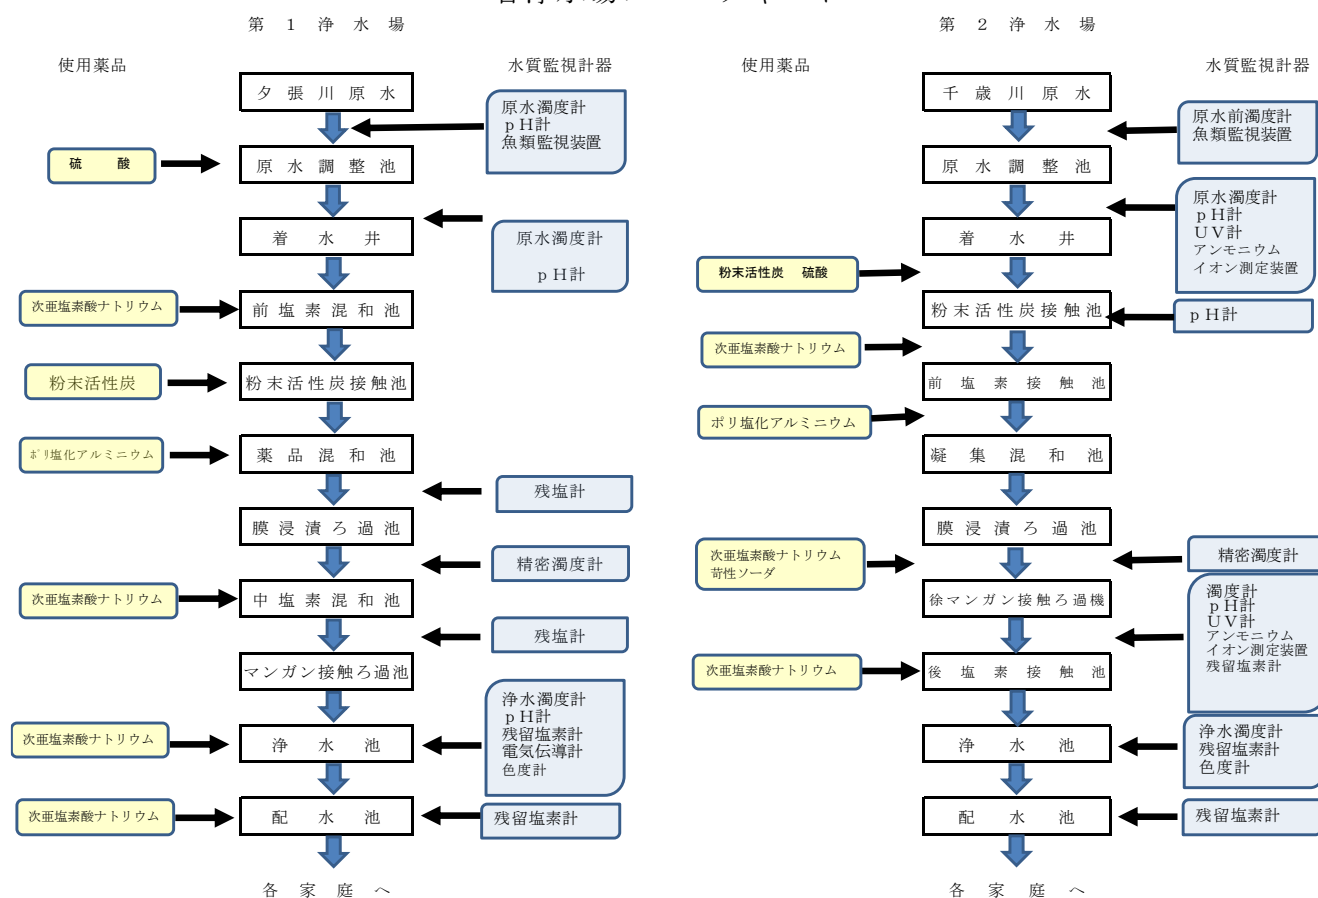 第 1 浄 水 場
使用薬品
水質監視計器
夕張川原水
原水濁度計
ｐＨ計
魚類監視装置
硫 酸
原水調整池
着水井
原水濁度計
ｐＨ計
次亜塩素酸ナトリウム
前塩素混和池
粉末活性炭
粉末活性炭接触池
ﾎﾟﾘ塩化アルミニウム
薬品混和池
残塩計
膜浸漬ろ過池
精密濁度計
次亜塩素酸ナトリウム
中塩素混和池
残塩計
マンガン接触ろ過池
浄水濁度計
ｐＨ計
残留塩素計
電気伝導計
色度計
次亜塩素酸ナトリウム
浄水池
次亜塩素酸ナトリウム
配水池
残留塩素計
各家庭へ
第 2 浄 水 場
使用薬品
水質監視計器
千歳川原水
原水前濁度計
魚類監視装置
原水調整池
原水濁度計
ｐＨ計
ＵＶ計
アンモニウム
イオン測定装置
着水井
粉末活性炭 硫酸
粉末活性炭接触池
ｐＨ計
次亜塩素酸ナトリウム
前塩素接触池
ポリ塩化アルミニウム
凝集混和池
膜浸漬ろ過池
精密濁度計
次亜塩素酸ナトリウム
苛性ソーダ
徐マンガン接触ろ過機
濁度計
ｐＨ計
ＵＶ計
アンモニウム
イオン測定装置
残留塩素計
次亜塩素酸ナトリウム
後塩素接触池
浄水池
浄水濁度計
残留塩素計
色度計
配水池
残留塩素計
各家庭へ